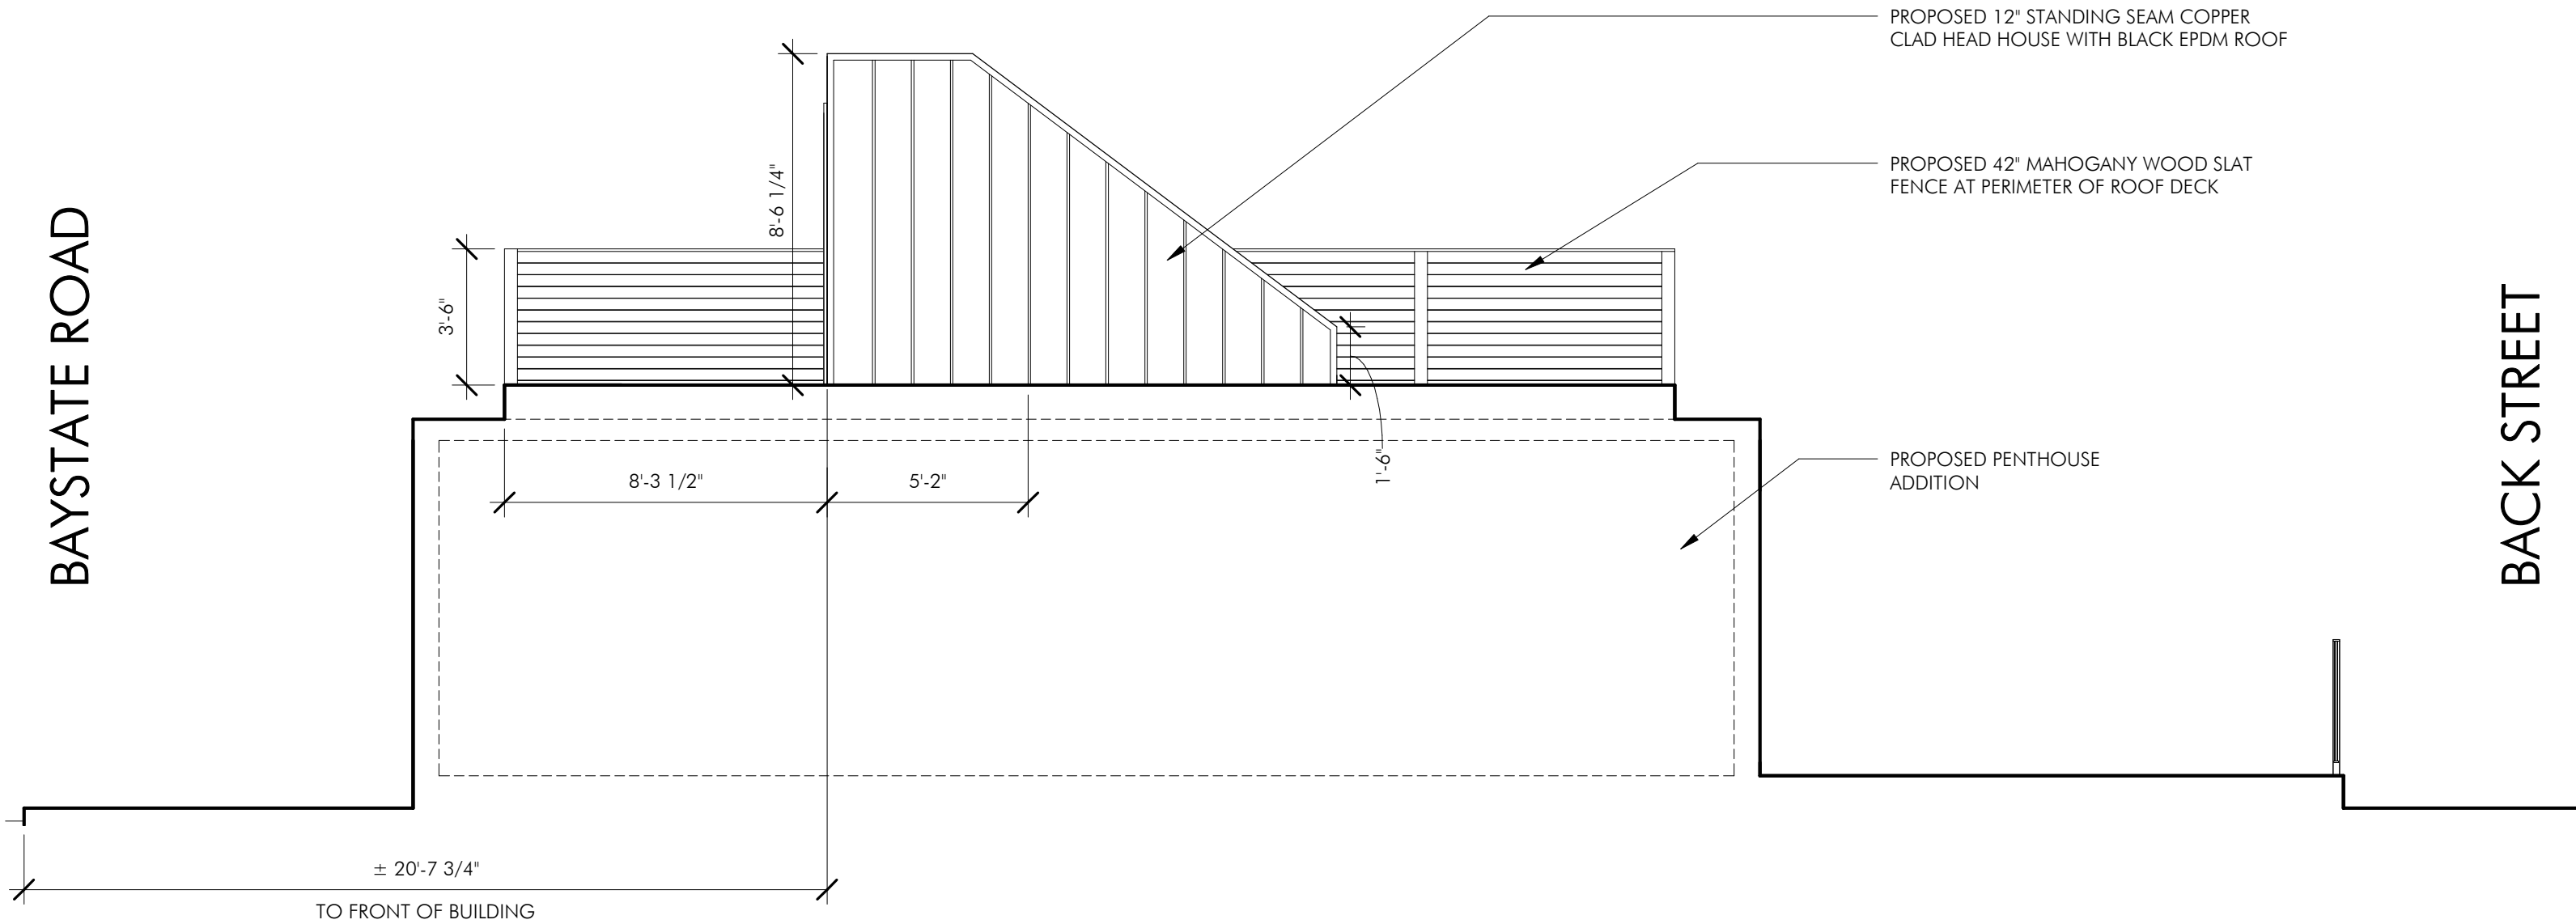 PROPOSED 12" STANDING SEAM COPPER
CLAD HEAD HOUSE WITH BLACK EPDM ROOF
PROPOSED 42" MAHOGANY WOOD SLAT
FENCE AT PERIMETER OF ROOF DECK
8'-6 1/4"
3'-6"
BAYSTATE ROAD
BACK STREET
1'-6"
8'-3 1/2"
5'-2"
PROPOSED PENTHOUSE
ADDITION
± 20'-7 3/4"
TO FRONT OF BUILDING